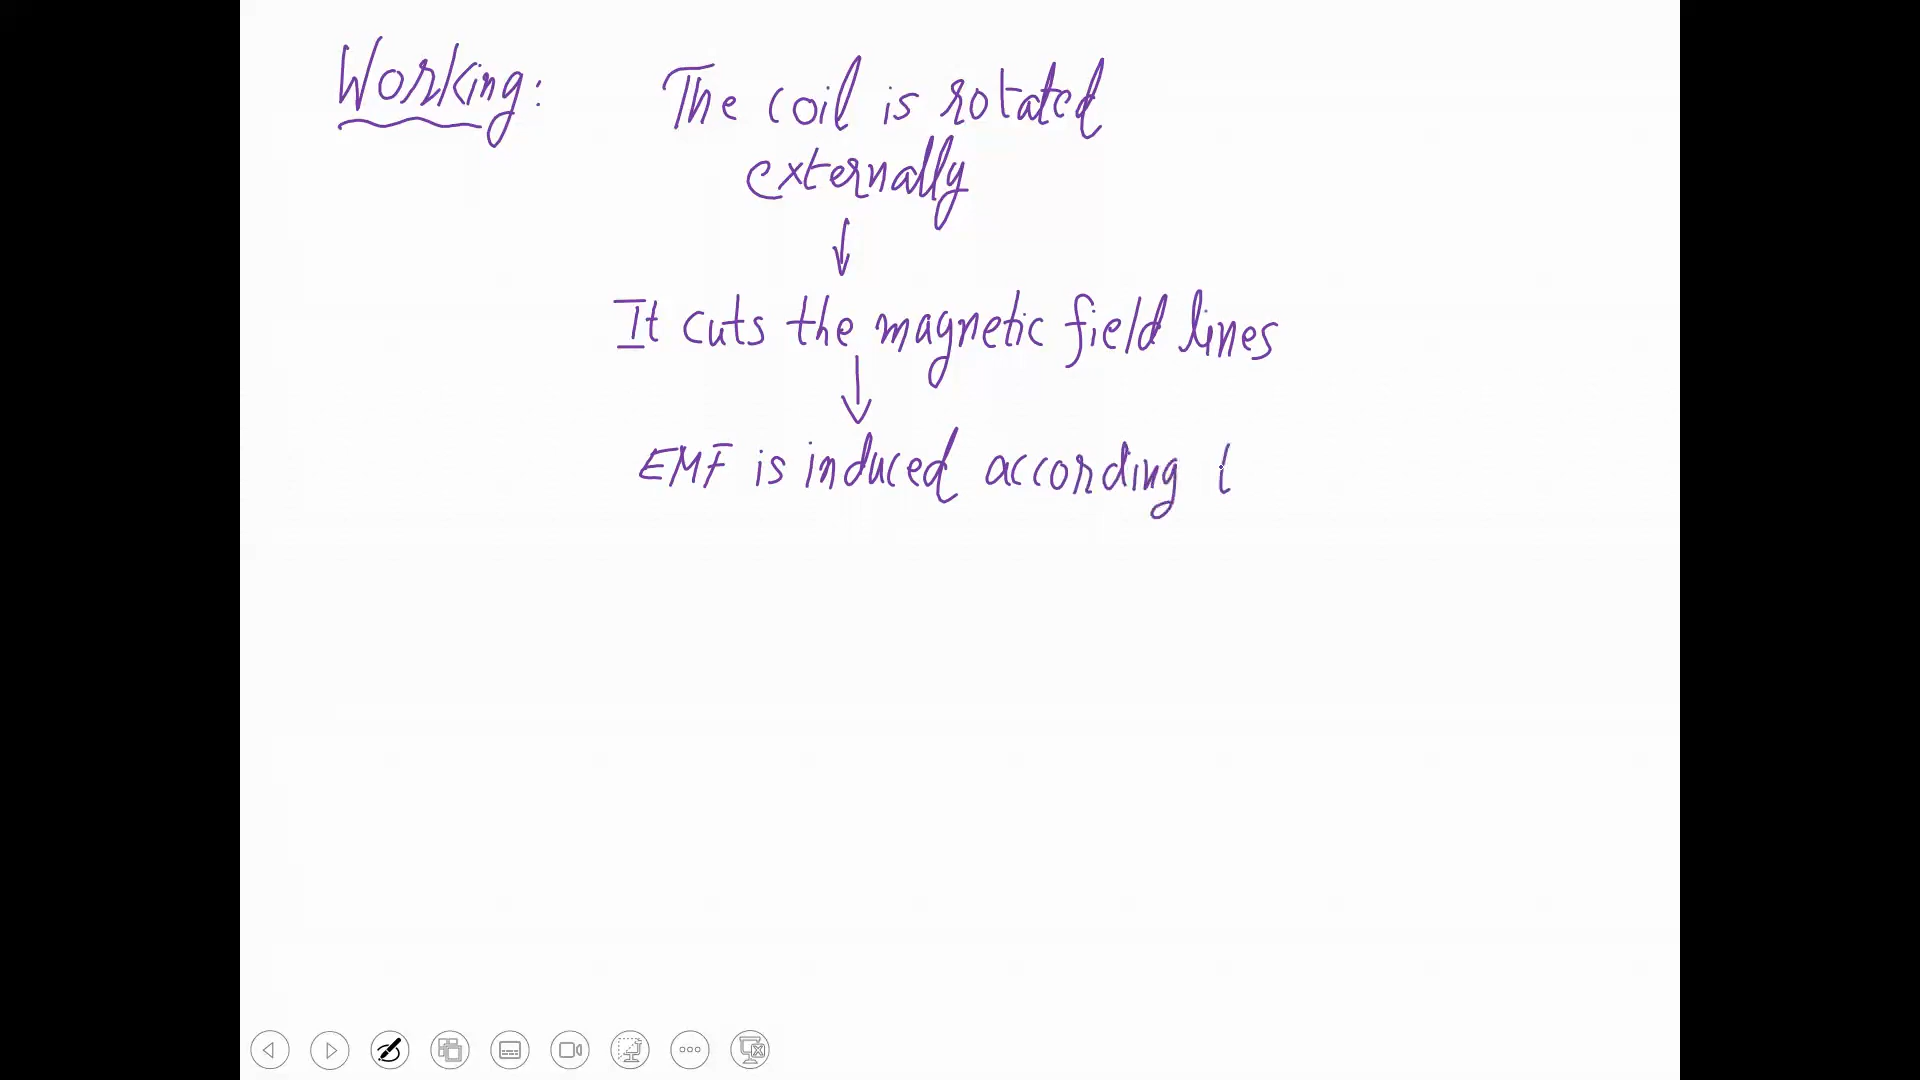 Working: The coil is rotated
externally
It cuts the magnetic field lines
EMF is induced according